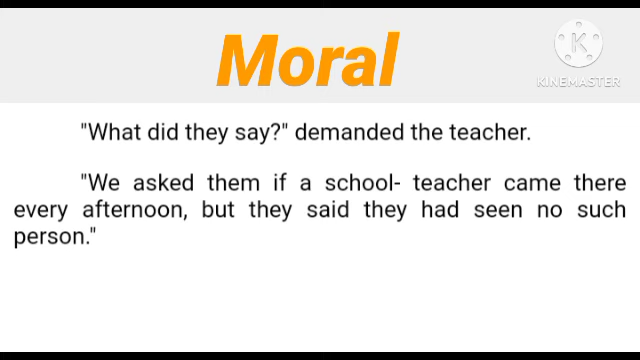 Moral
K
KINEMASTER
"What did they say?" demanded the teacher.
"We asked them if a school- teacher came there
every afternoon, but they said they had seen no such
person."